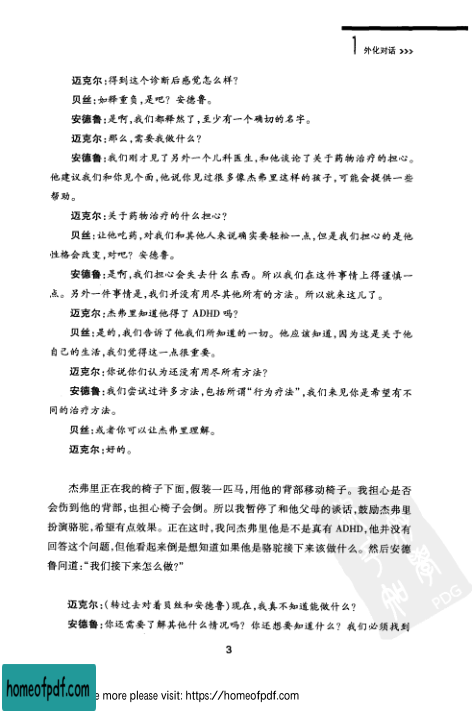 1 外化对话 >>>
迈克尔:得到这个诊断后感觉怎么样?
贝丝:如释重负,是吧? 安德鲁。
安德鲁:是啊,我们都释然了,至少有一个确切的名字。
迈克尔:那么,需要我做什么?
安德鲁:我们刚才见了另外一个儿科医生,和他谈论了关于药物治疗的担心。
他建议我们和你见个面,他说你见过很多像杰弗里这样的孩子,可能会提供一些
帮助。
迈克尔:关于药物治疗的什么担心?
贝丝:让他吃药,对我们和其他人来说确实要轻松一点,但是我们担心的是他
性格会改变,对吧? 安德鲁。
安德鲁:是啊,我们担心会失去什么东西。所以我们在这件事情上得谨慎一
点。另外一件事情是,我们并没有用尽其他所有的方法。所以就来这儿了。
迈克尔:杰弗里知道他得了 ADHD 吗?
贝丝:是的,我们告诉了他我们所知道的一切。他应该知道,因为这是关于他
自己的生活,我们觉得这一点很重要。
迈克尔:你说你们认为还没有用尽所有方法?
安德鲁:我们尝试过许多方法,包括所谓“行为疗法”,我们来见你是希望有不
同的治疗方法。
贝丝:或者你可以让杰弗里理解。
迈克尔:好的。
杰弗里正在我的椅子下面,假装一匹马,用他的背部移动椅子。我担心是否
会伤到他的背部,也担心椅子会倒。所以我暂停了和他父母的谈话,鼓励杰弗里
扮演骆驼,希望有点效果。正在这时,我问杰弗里他是不是真有 ADHD,他并没有
回答这个问题,但他看起来倒是想知道如果他是骆驼接下来该做什么。然后安德
鲁问道:“我们接下来怎么做?”
迈克尔:(转过去对着贝丝和安德鲁)现在,我真不知道能做什么?
安德鲁:你还需要了解其他什么情况吗? 你还想要知道什么? 我们必须找到
PDG
3
homeofpdf.com
e more please visit: https://homeofpdf.com